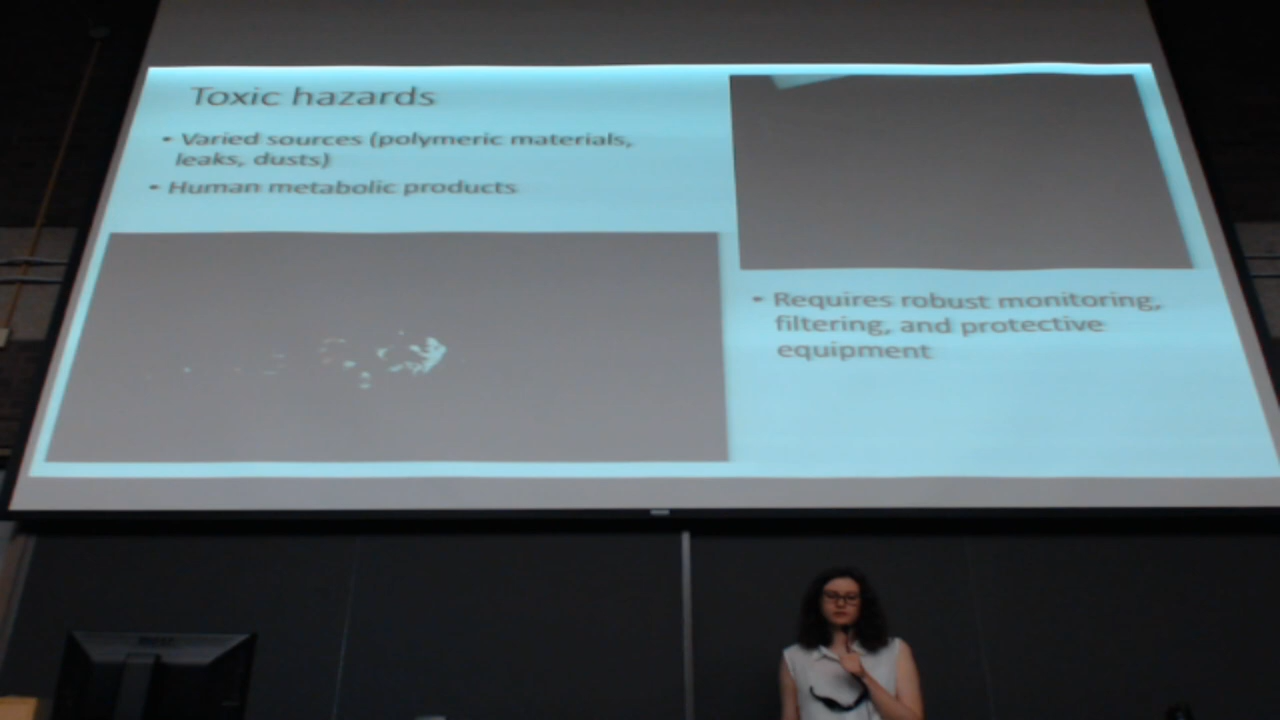 Toxic hazards
• Varied sources (polymeric materials,
leaks, dusts)
• Human metabolic products
• Requires robust monitoring,
filtering, and protective
equipment